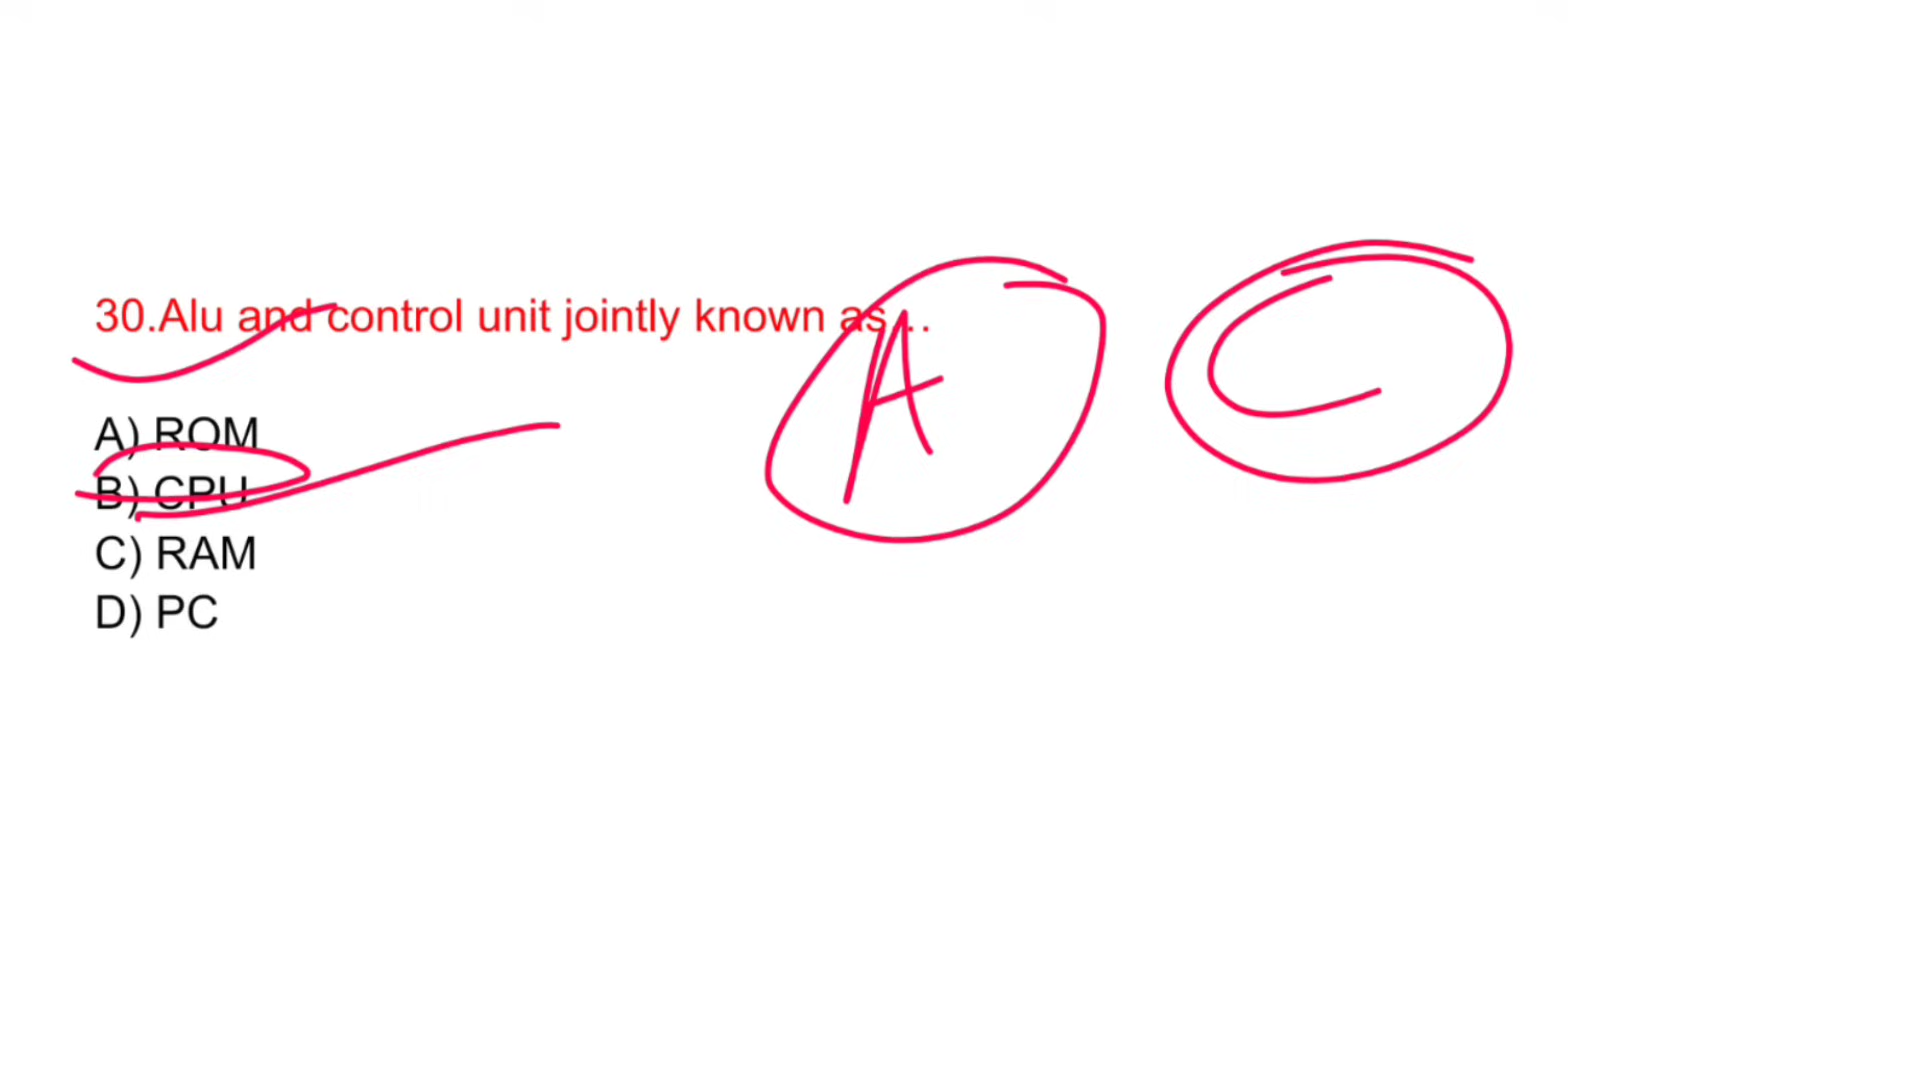 30.Alu and control unit jointly known as...
A C
A) ROM
B) CPU
C) RAM
D) PC